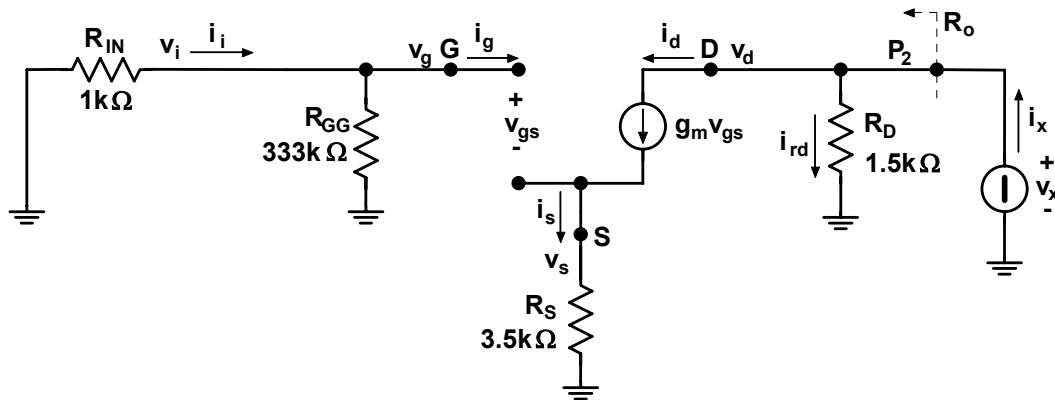 R_IN
v_i
i_i
1kΩ
v_g
G
i_g
R_GG
333kΩ
+
v_gs
-
i_d
D
v_d
g_m v_gs
P_2
R_o
i_rd
R_D
1.5kΩ
i_x
+
v_x
-
i_s
S
v_s
R_S
3.5kΩ